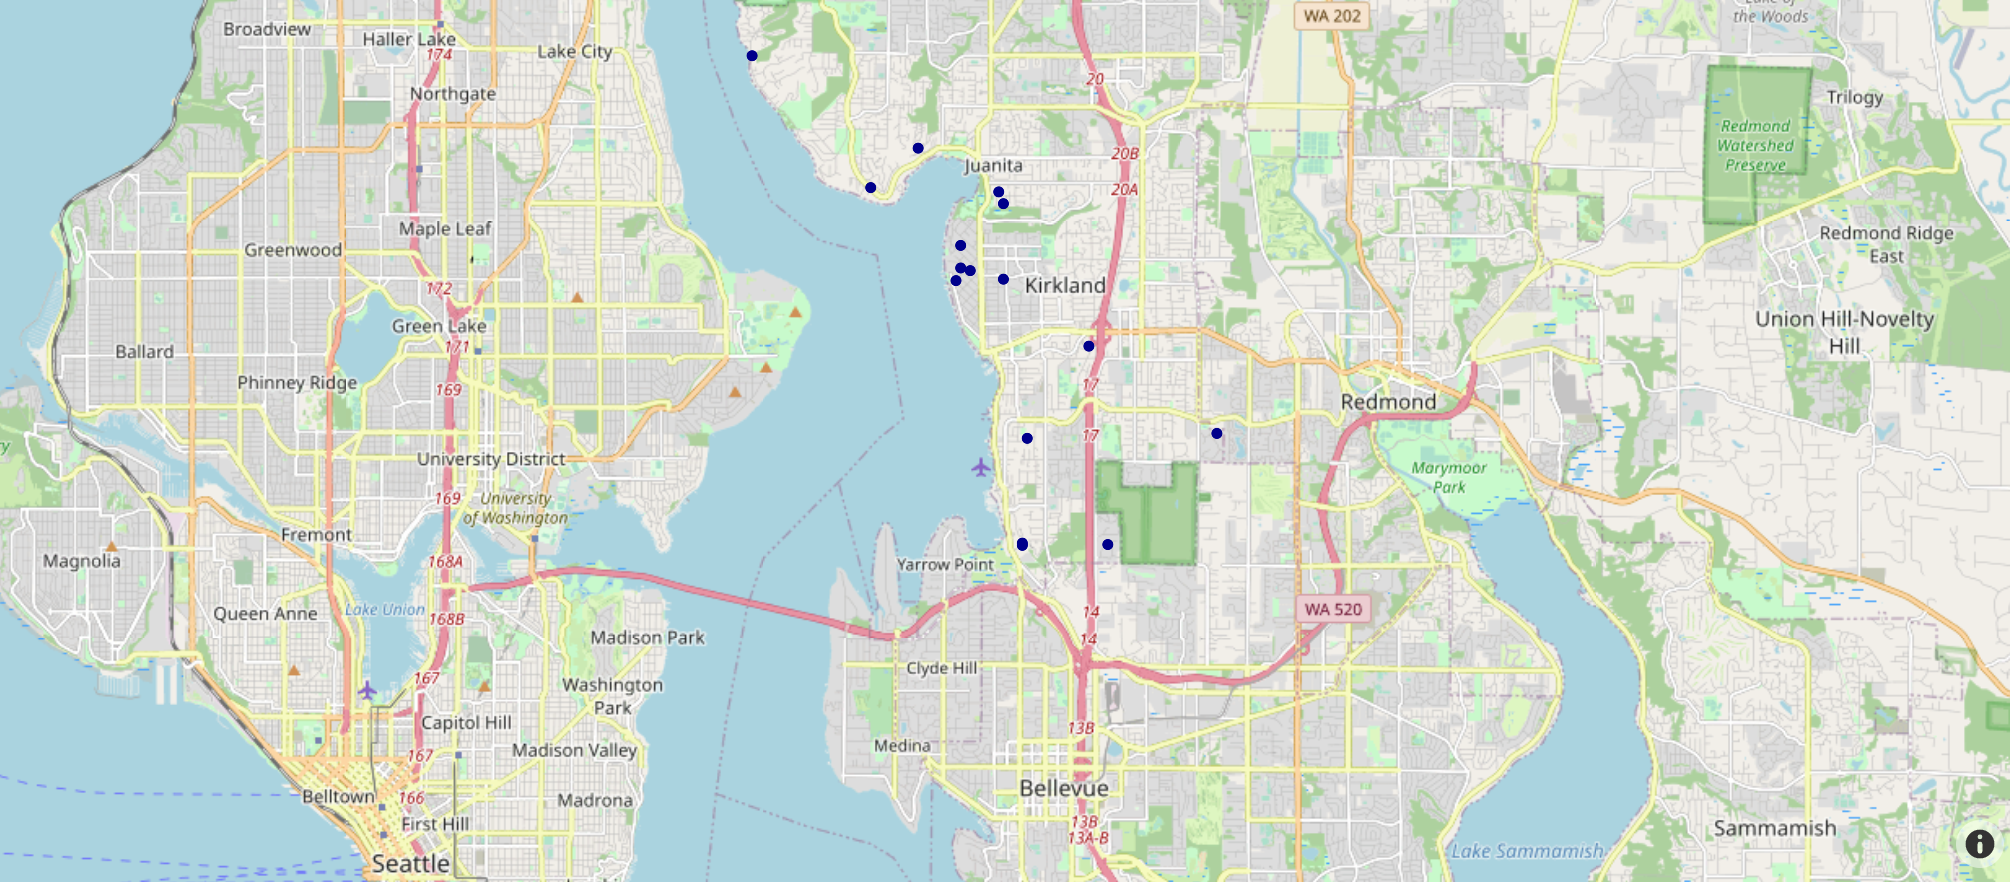 WA 202
Lake of
the Woods
Broadview
Haller Lake
174
Lake City
20
Northgate
Trilogy
Redmond
Watershed
Preserve
20B
Juanita
20A
Maple Leaf
Greenwood
Redmond Ridge
East
172
Kirkland
Union Hill-Novelty
Hill
Green Lake
171
Ballard
Phinney Ridge
169
17
Redmond
17
University District
Marymoor
Park
169
University
of Washington
Fremont
168A
Magnolia
Yarrow Point
Queen Anne
Lake Union
168B
14
WA 520
Madison Park
14
Clyde Hill
167
Washington
Park
Capitol Hill
13B
Medina
Madison Valley
167
Bellevue
Belltown
166
Madrona
First Hill
13B
13A-B
Sammamish
Seattle
Lake Sammamish